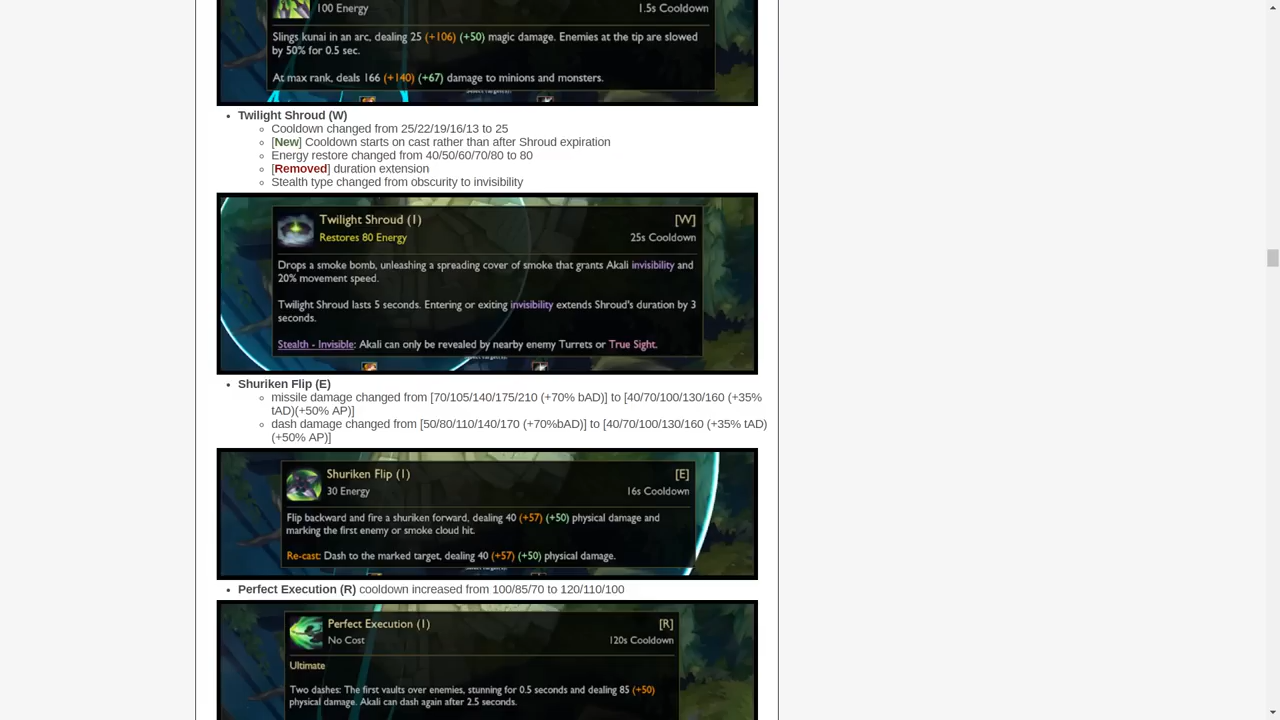 100 Energy
1.5s Cooldown
Slings kunai in an arc, dealing 25 (+106) (+50) magic damage. Enemies at the tip are slowed
by 50% for 0.5 sec.
At max rank, deals 166 (+140) (+67) damage to minions and monsters.
Twilight Shroud (W)
Cooldown changed from 25/22/19/16/13 to 25
[New] Cooldown starts on cast rather than after Shroud expiration
Energy restore changed from 40/50/60/70/80 to 80
[Removed] duration extension
Stealth type changed from obscurity to invisibility
Twilight Shroud (1)
[W]
Restores 80 Energy
25s Cooldown
Drops a smoke bomb, unleashing a spreading cover of smoke that grants Akali invisibility and
20% movement speed.
Twilight Shroud lasts 5 seconds. Entering or exiting invisibility extends Shroud's duration by 3
seconds.
Stealth - Invisible: Akali can only be revealed by nearby enemy Turrets or True Sight.
Shuriken Flip (E)
missile damage changed from [70/105/140/175/210 (+70% bAD)] to [40/70/100/130/160 (+35%
tAD)(+50% AP)]
dash damage changed from [50/80/110/140/170 (+70%bAD)] to [40/70/100/130/160 (+35% tAD)
(+50% AP)]
Shuriken Flip (1)
[E]
30 Energy
16s Cooldown
Flip backward and fire a shuriken forward, dealing 40 (+57) (+50) physical damage and
marking the first enemy or smoke cloud hit.
Re-cast: Dash to the marked target, dealing 40 (+57) (+50) physical damage.
Perfect Execution (R) cooldown increased from 100/85/70 to 120/110/100
Perfect Execution (1)
[R]
No Cost
120s Cooldown
Ultimate
Two dashes: The first vaults over enemies, stunning for 0.5 seconds and dealing 85 (+50)
physical damage. Akali can dash again after 2.5 seconds.